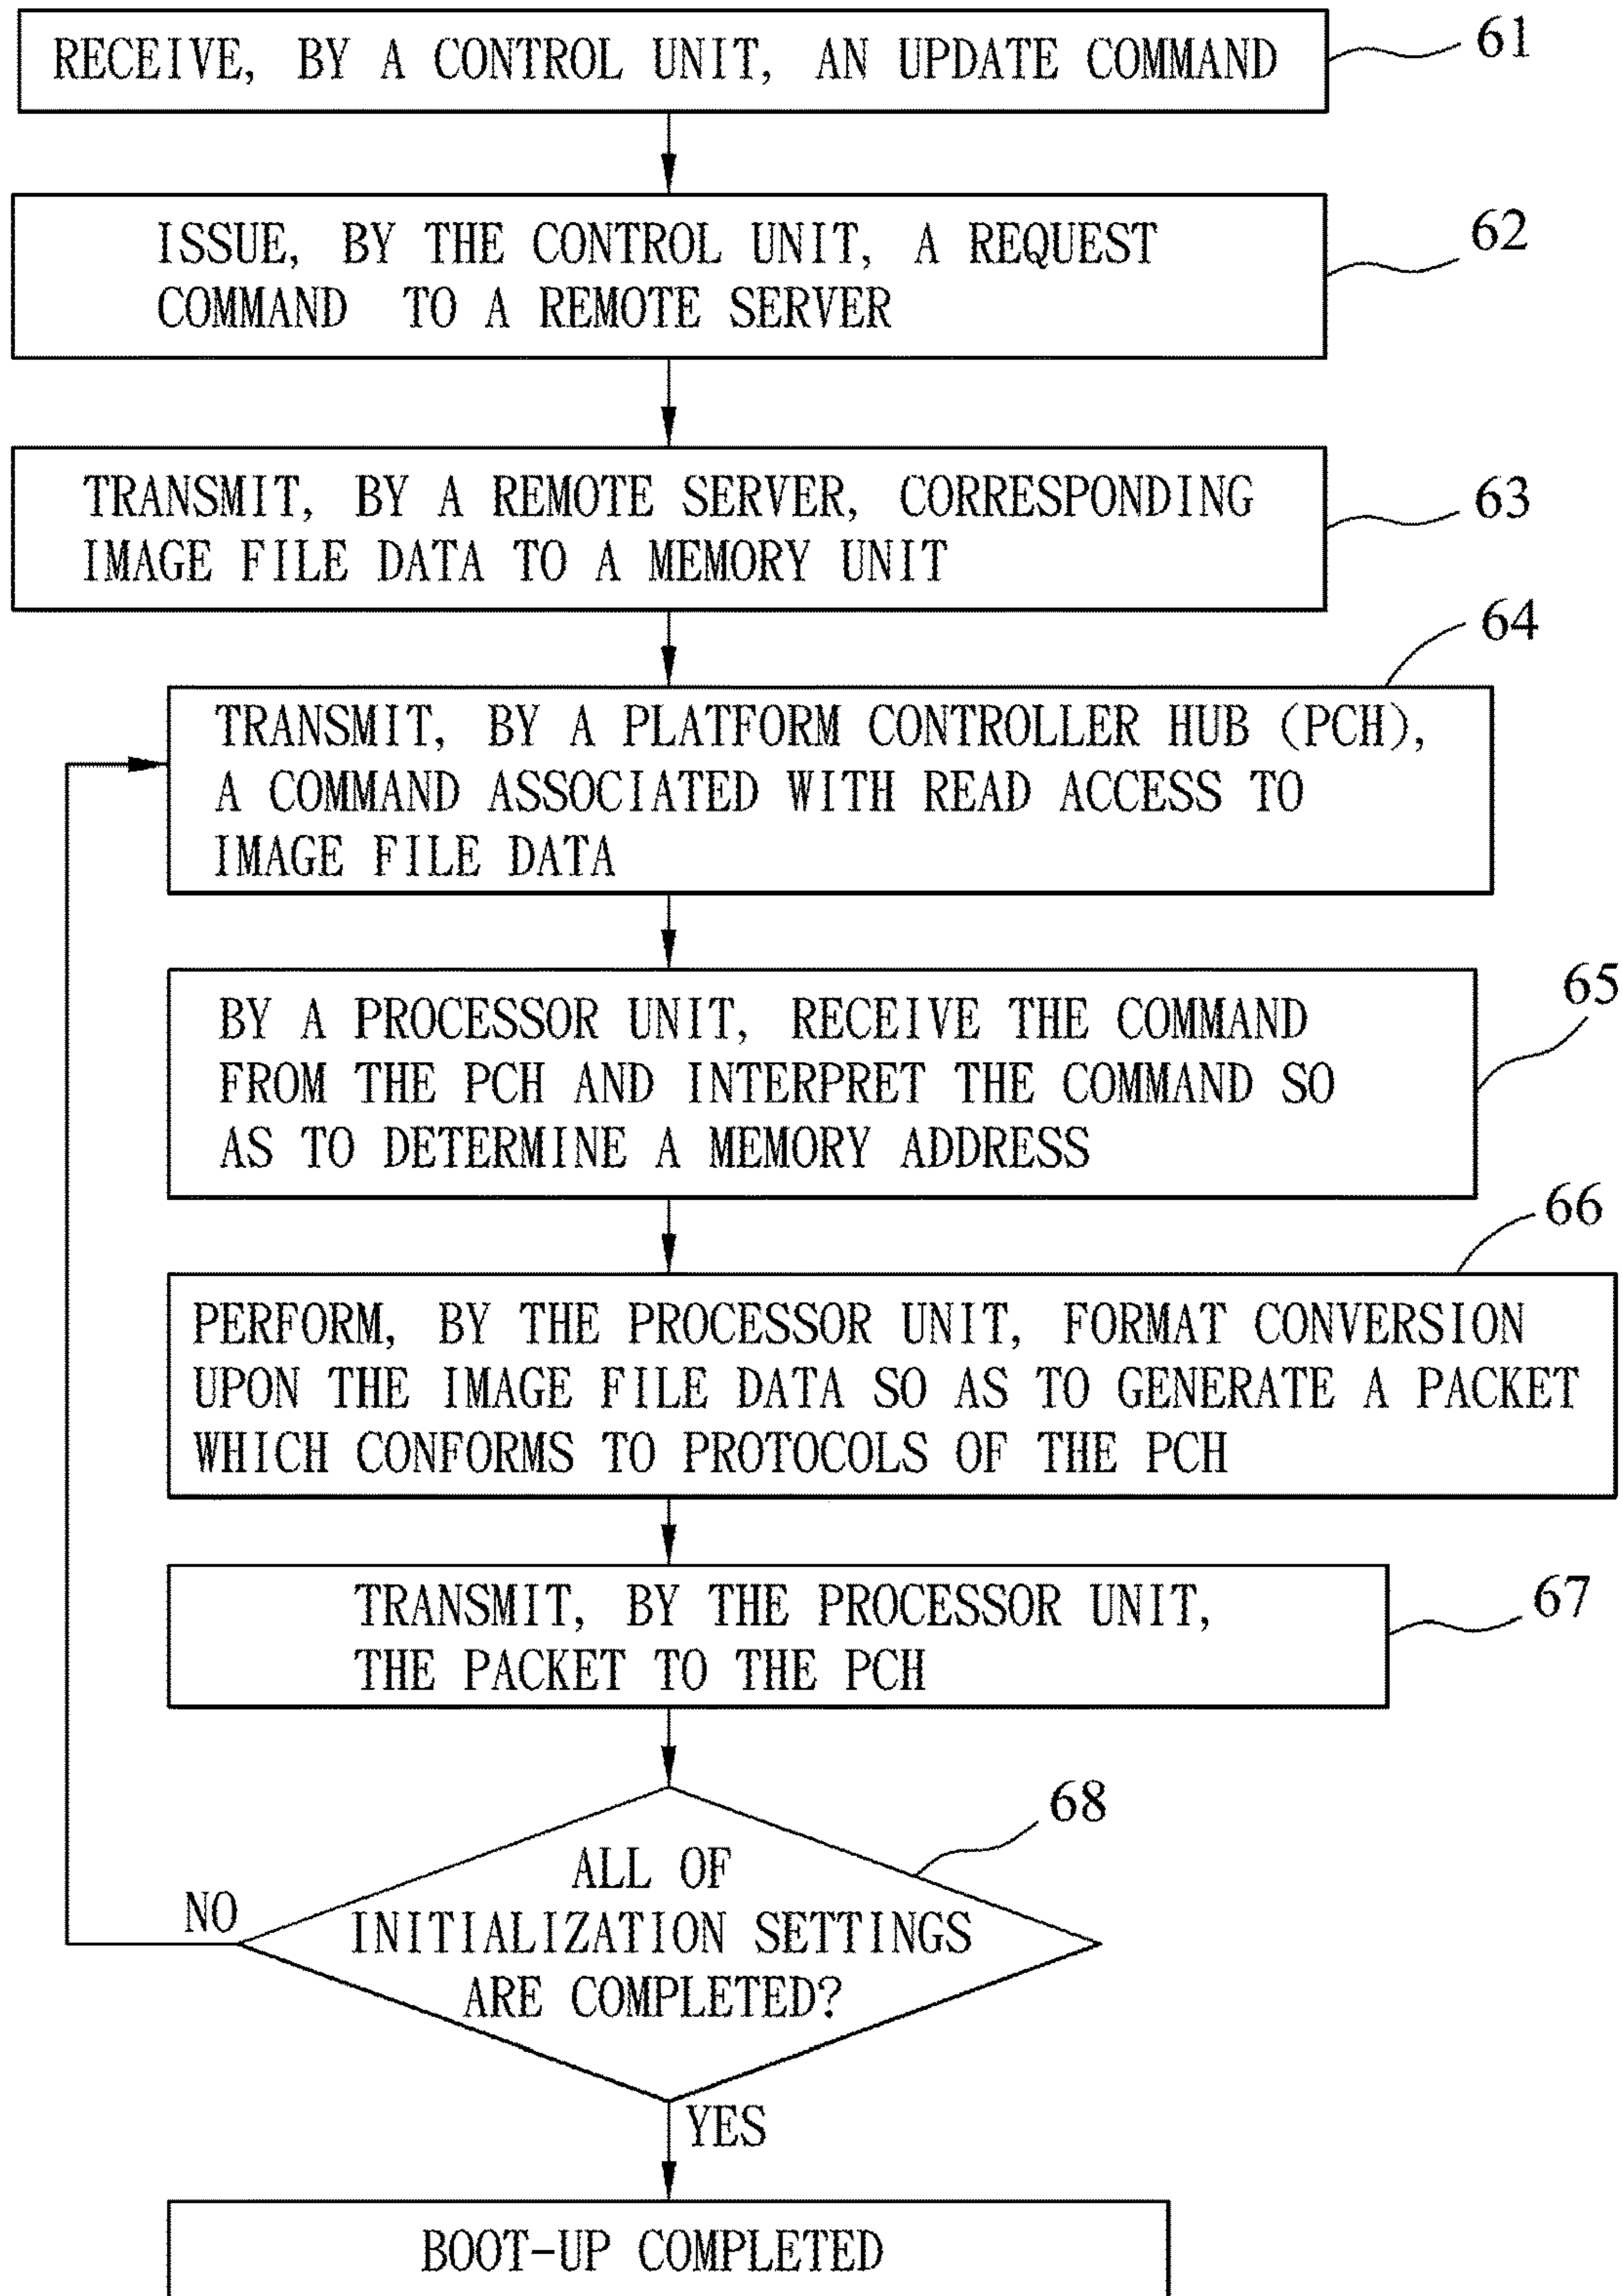 RECEIVE, BY A CONTROL UNIT, AN UPDATE COMMAND
61
ISSUE, BY THE CONTROL UNIT, A REQUEST
COMMAND TO A REMOTE SERVER
62
TRANSMIT, BY A REMOTE SERVER, CORRESPONDING
IMAGE FILE DATA TO A MEMORY UNIT
63
64
TRANSMIT, BY A PLATFORM CONTROLLER HUB (PCH),
A COMMAND ASSOCIATED WITH READ ACCESS TO
IMAGE FILE DATA
65
BY A PROCESSOR UNIT, RECEIVE THE COMMAND
FROM THE PCH AND INTERPRET THE COMMAND SO
AS TO DETERMINE A MEMORY ADDRESS
66
PERFORM, BY THE PROCESSOR UNIT, FORMAT CONVERSION
UPON THE IMAGE FILE DATA SO AS TO GENERATE A PACKET
WHICH CONFORMS TO PROTOCOLS OF THE PCH
67
TRANSMIT, BY THE PROCESSOR UNIT,
THE PACKET TO THE PCH
68
ALL OF
INITIALIZATION SETTINGS
ARE COMPLETED?
NO
YES
BOOT-UP COMPLETED